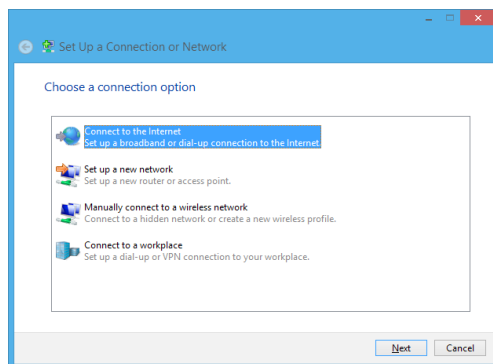 Set Up a Connection or Network
Choose a connection option
Connect to the Internet
Set up a broadband or dial-up connection to the Internet.
Set up a new network
Set up a new router or access point.
Manually connect to a wireless network
Connect to a hidden network or create a new wireless profile.
Connect to a workplace
Set up a dial-up or VPN connection to your workplace.
Next Cancel